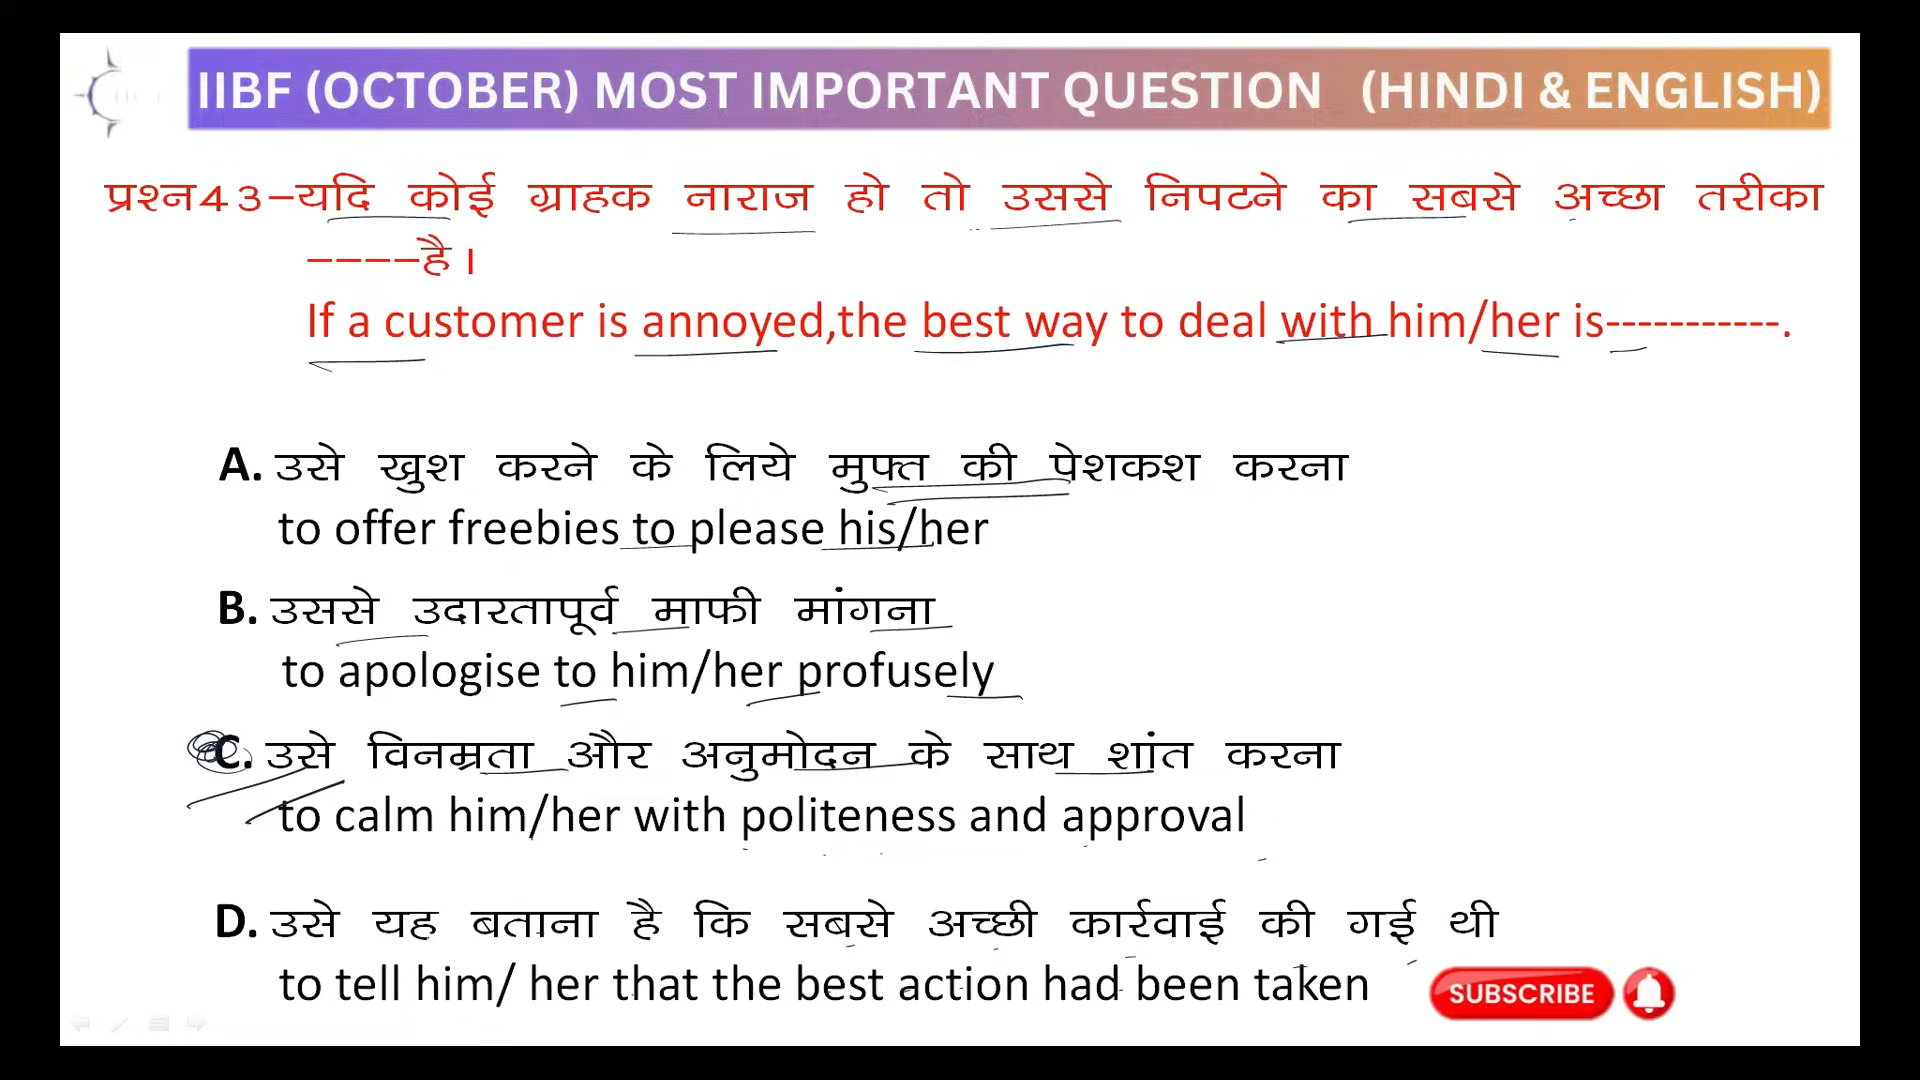 IIBF (OCTOBER) MOST IMPORTANT QUESTION (HINDI & ENGLISH)
प्रश्न43–यदि कोई ग्राहक नाराज हो तो उससे निपटने का सबसे अच्छा तरीका
––––है।
If a customer is annoyed,the best way to deal with him/her is-----------.
A. उसे खुश करने के लिये मुफ्त की पेशकश करना
to offer freebies to please his/her
B. उससे उदारतापूर्व माफी मांगना
to apologise to him/her profusely
C. उसे विनम्रता और अनुमोदन के साथ शांत करना
to calm him/her with politeness and approval
D. उसे यह बताना है कि सबसे अच्छी कार्रवाई की गई थी
to tell him/ her that the best action had been taken
SUBSCRIBE